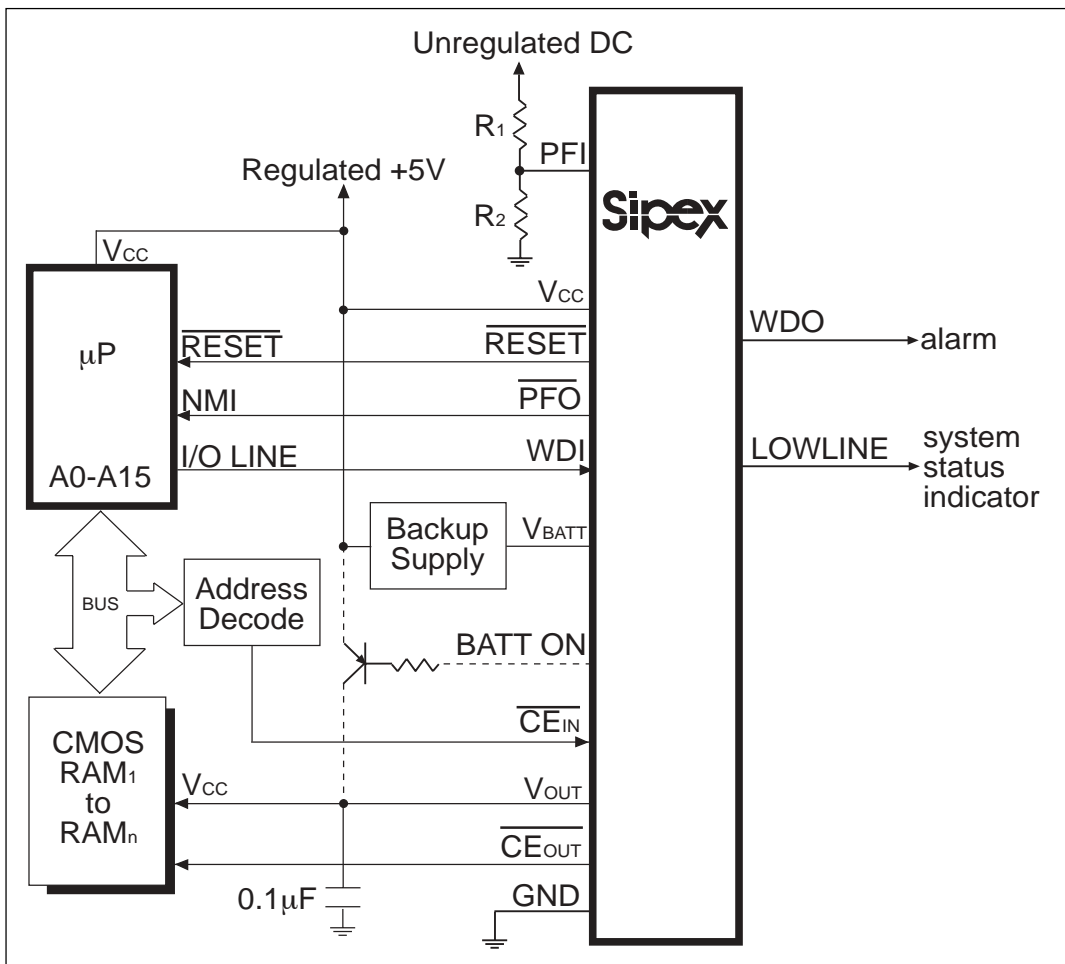 Unregulated DC
R1
PFI
Regulated +5V
R2
Sipex
VCC
VCC
WDO
alarm
RESET
RESET
μP
NMI
PFO
LOWLINE
system
status
indicator
I/O LINE
WDI
A0-A15
Backup
Supply
VBATT
Address
Decode
BUS
BATT ON
CEIN
CMOS
RAM1
to
RAMn
VCC
VOUT
CEOUT
0.1μF
GND